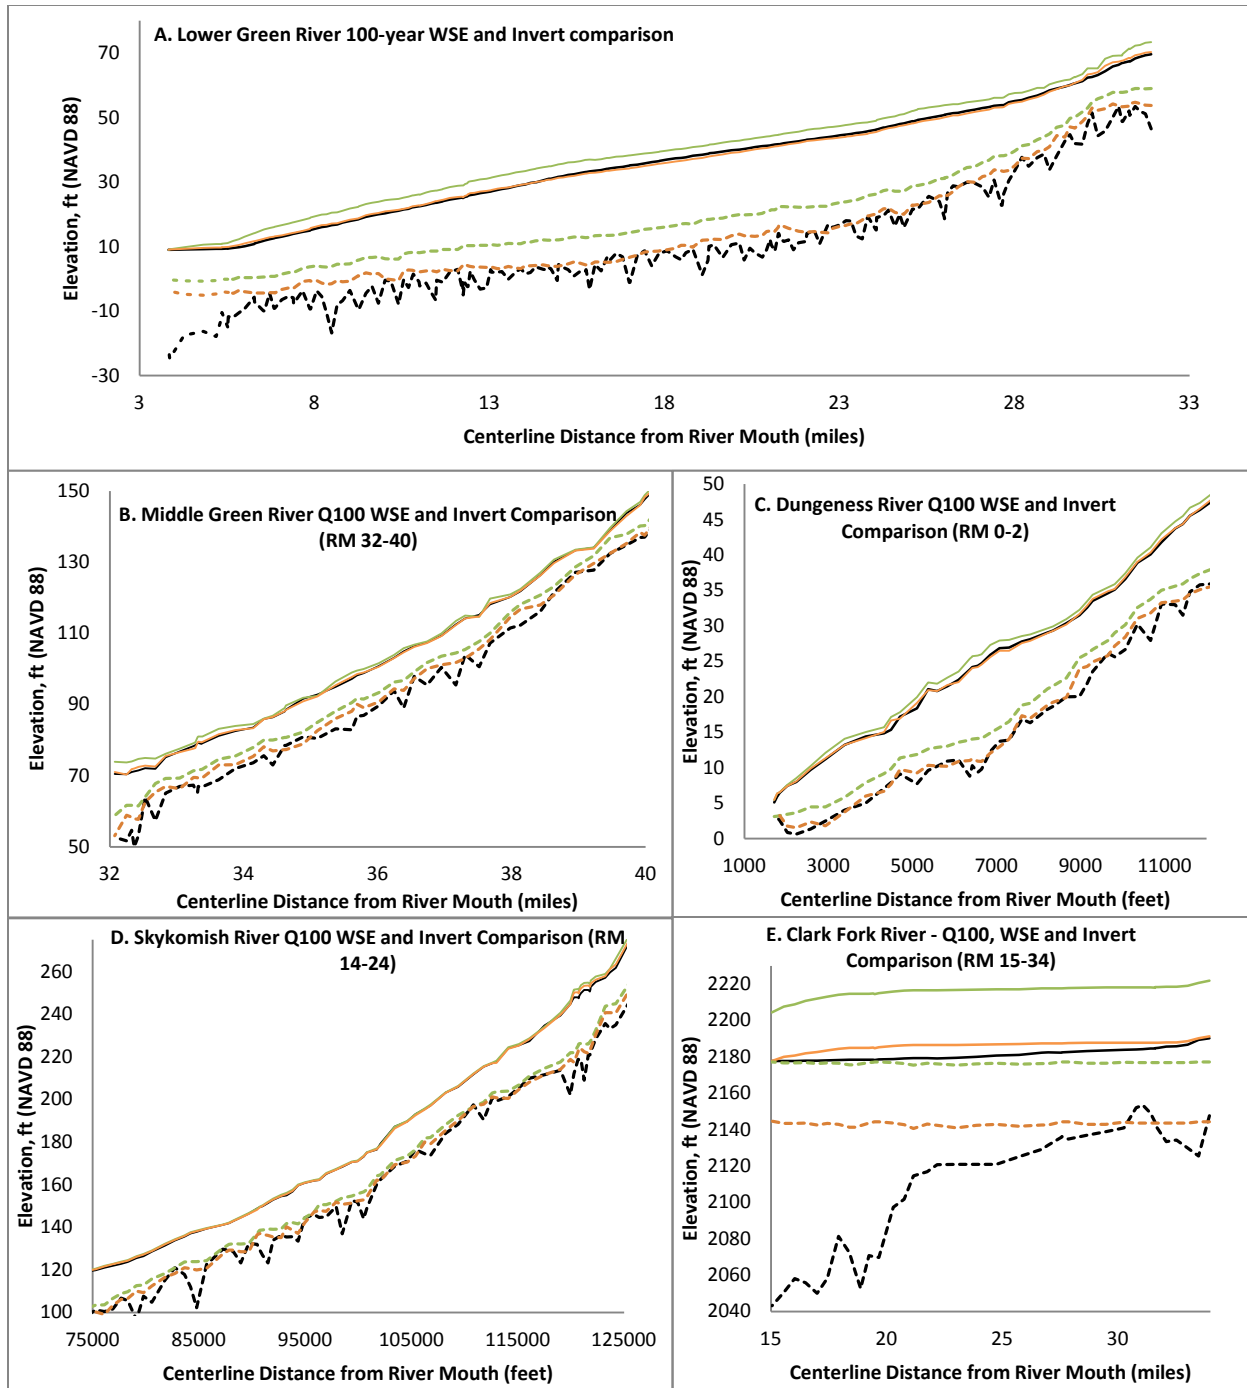 A. Lower Green River 100-year WSE and Invert comparison
70
50
30
10
-10
-30
Elevation, ft (NAVD 88)
3 8 13 18 23 28 33
Centerline Distance from River Mouth (miles)
B. Middle Green River Q100 WSE and Invert Comparison
(RM 32-40)
150
130
110
90
70
50
Elevation, ft (NAVD 88)
32 34 36 38 40
Centerline Distance from River Mouth (miles)
C. Dungeness River Q100 WSE and Invert
Comparison (RM 0-2)
50
45
40
35
30
25
20
15
10
5
0
Elevation, ft (NAVD 88)
1000 3000 5000 7000 9000 11000
Centerline Distance from River Mouth (feet)
D. Skykomish River Q100 WSE and Invert Comparison (RM
14-24)
260
240
220
200
180
160
140
120
100
Elevation, ft (NAVD 88)
75000 85000 95000 105000 115000 125000
Centerline Distance from River Mouth (feet)
E. Clark Fork River - Q100, WSE and Invert
Comparison (RM 15-34)
2220
2200
2180
2160
2140
2120
2100
2080
2060
2040
Elevation, ft (NAVD 88)
15 20 25 30
Centerline Distance from River Mouth (miles)